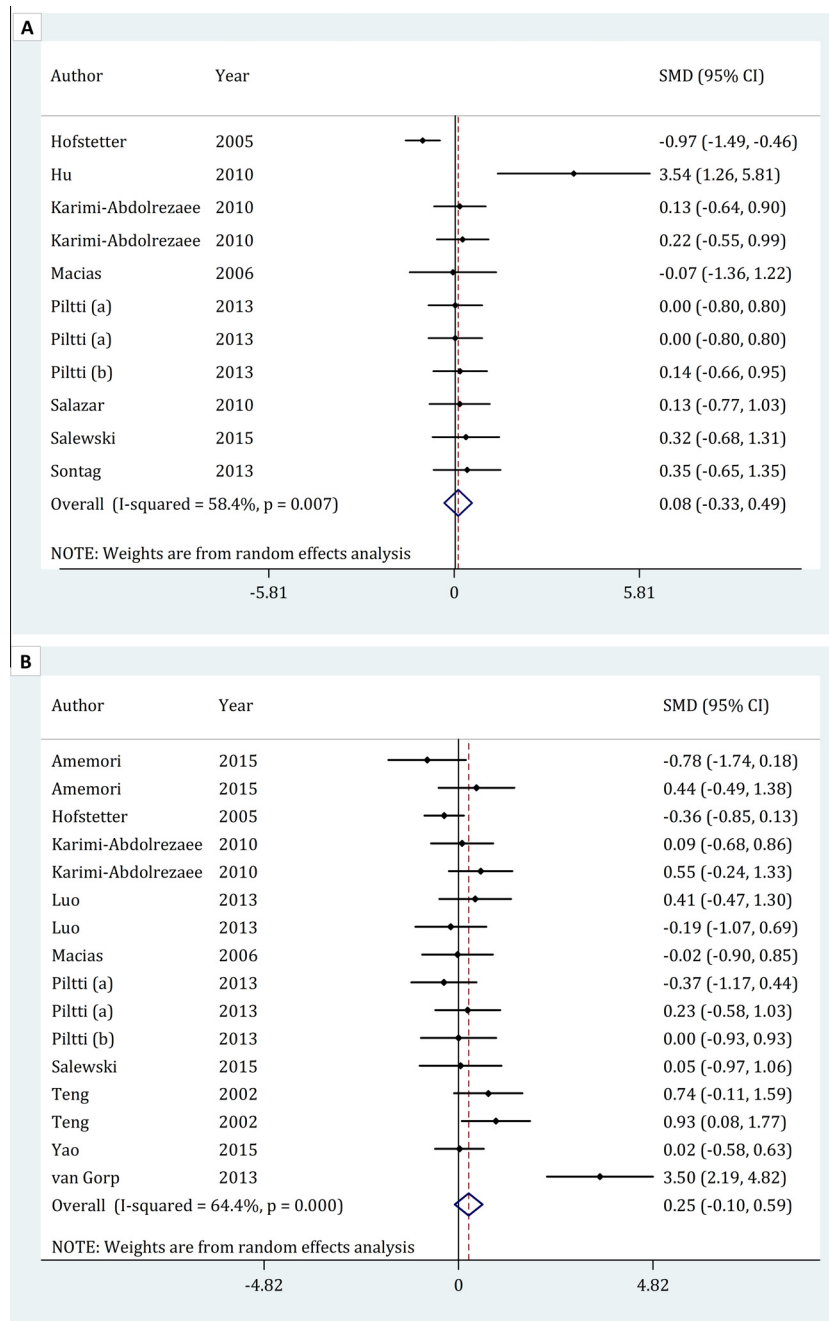 A
Author Year SMD (95% CI)
Hofstetter 2005 -0.97 (-1.49, -0.46)
Hu 2010 3.54 (1.26, 5.81)
Karimi-Abdolrezaee 2010 0.13 (-0.64, 0.90)
Karimi-Abdolrezaee 2010 0.22 (-0.55, 0.99)
Macias 2006 -0.07 (-1.36, 1.22)
Piltti (a) 2013 0.00 (-0.80, 0.80)
Piltti (a) 2013 0.00 (-0.80, 0.80)
Piltti (b) 2013 0.14 (-0.66, 0.95)
Salazar 2010 0.13 (-0.77, 1.03)
Salewski 2015 0.32 (-0.68, 1.31)
Sontag 2013 0.35 (-0.65, 1.35)
Overall (I-squared = 58.4%, p = 0.007) 0.08 (-0.33, 0.49)
NOTE: Weights are from random effects analysis
-5.81 0 5.81
B
Author Year SMD (95% CI)
Amemori 2015 -0.78 (-1.74, 0.18)
Amemori 2015 0.44 (-0.49, 1.38)
Hofstetter 2005 -0.36 (-0.85, 0.13)
Karimi-Abdolrezaee 2010 0.09 (-0.68, 0.86)
Karimi-Abdolrezaee 2010 0.55 (-0.24, 1.33)
Luo 2013 0.41 (-0.47, 1.30)
Luo 2013 -0.19 (-1.07, 0.69)
Macias 2006 -0.02 (-0.90, 0.85)
Piltti (a) 2013 -0.37 (-1.17, 0.44)
Piltti (a) 2013 0.23 (-0.58, 1.03)
Piltti (b) 2013 0.00 (-0.93, 0.93)
Salewski 2015 0.05 (-0.97, 1.06)
Teng 2002 0.74 (-0.11, 1.59)
Teng 2002 0.93 (0.08, 1.77)
Yao 2015 0.02 (-0.58, 0.63)
van Gorp 2013 3.50 (2.19, 4.82)
Overall (I-squared = 64.4%, p = 0.000) 0.25 (-0.10, 0.59)
NOTE: Weights are from random effects analysis
-4.82 0 4.82